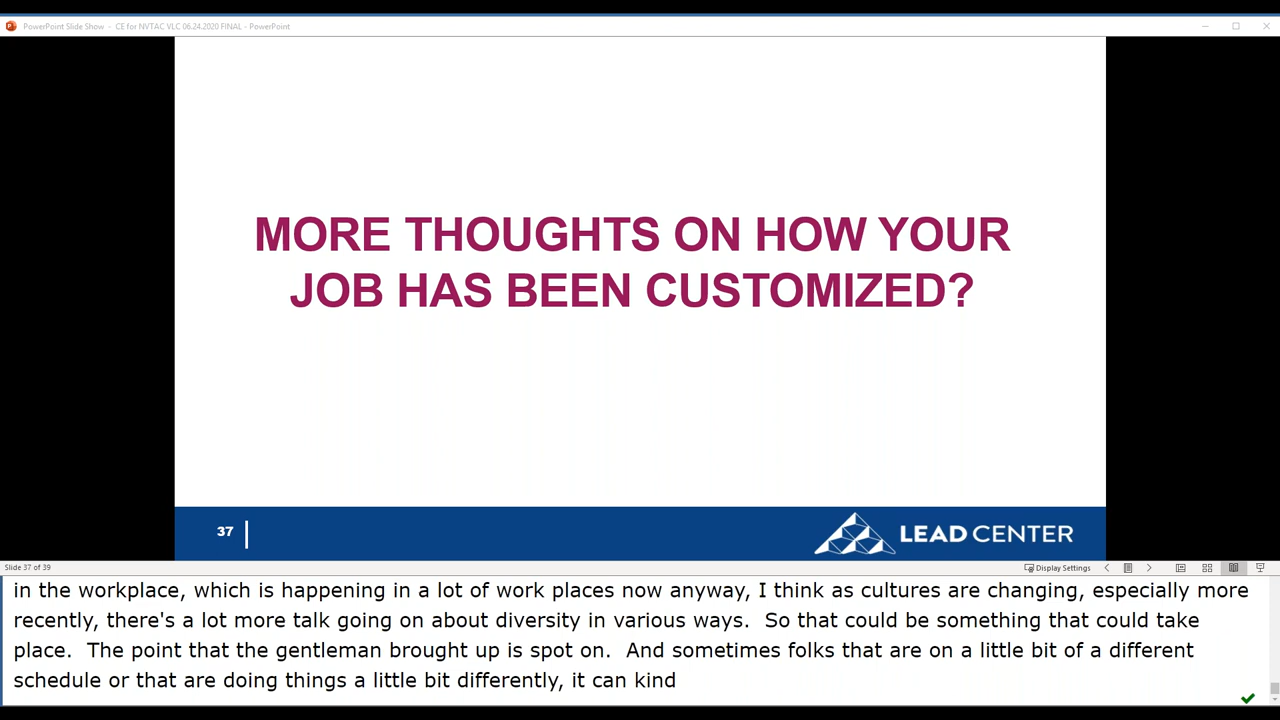 PowerPoint Slide Show - CE for NVTAC VLC 06.24.2020 FINAL - PowerPoint
MORE THOUGHTS ON HOW YOUR
JOB HAS BEEN CUSTOMIZED?
37
LEAD CENTER
Slide 37 of 39
Display Settings
in the workplace, which is happening in a lot of work places now anyway, I think as cultures are changing, especially more
recently, there's a lot more talk going on about diversity in various ways.  So that could be something that could take
place.  The point that the gentleman brought up is spot on.  And sometimes folks that are on a little bit of a different
schedule or that are doing things a little bit differently, it can kind